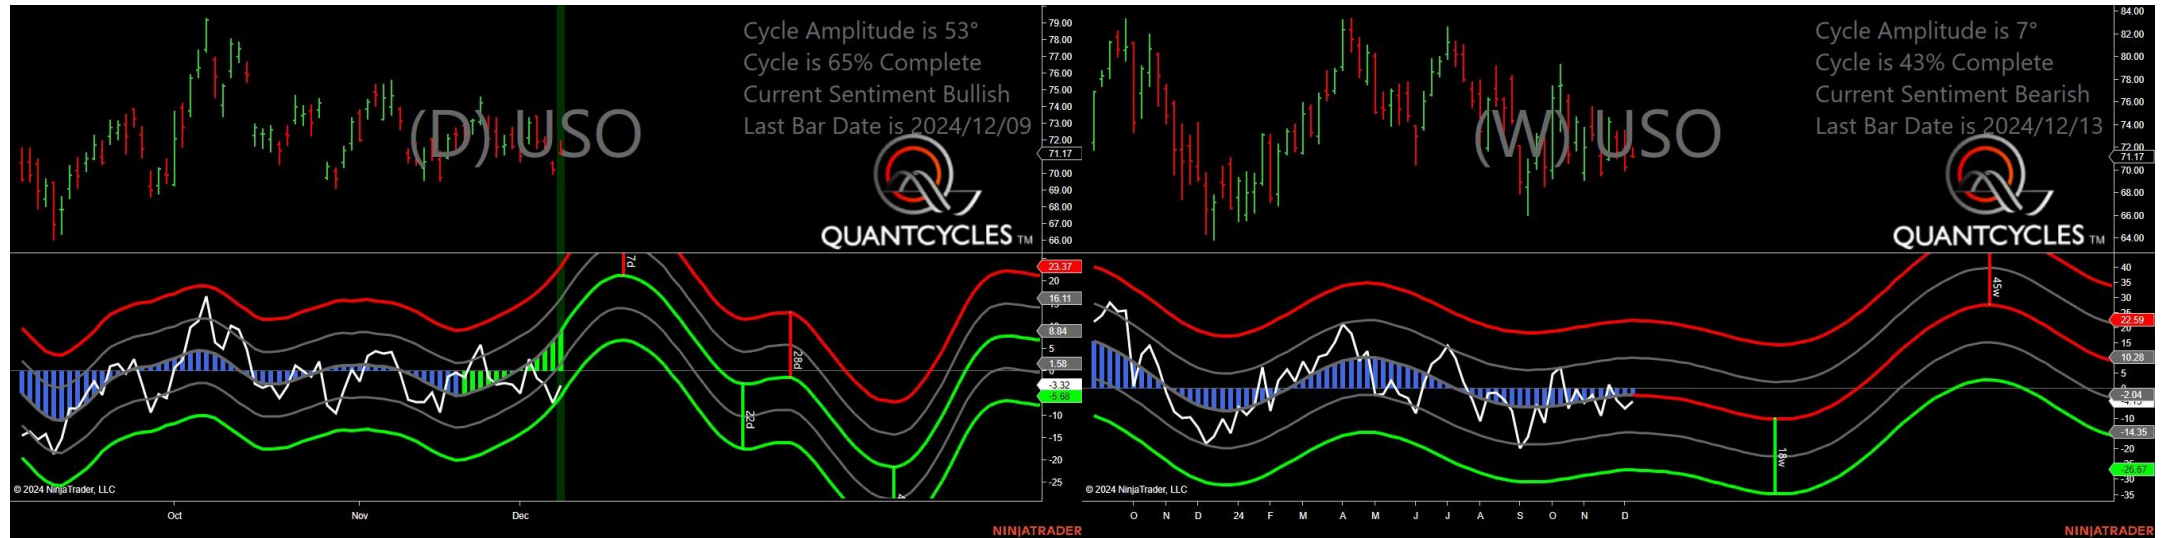 Cycle Amplitude is 53°
Cycle is 65% Complete
Current Sentiment Bullish
Last Bar Date is 2024/12/09
(D) USO
QUANTCYCLES TM
79.00
78.00
77.00
76.00
75.00
74.00
73.00
72.00
71.17
70.00
69.00
68.00
67.00
66.00
7d
28d
22d
23.37
20
16.11
8.84
5
1.58
0
-3.32
-5.68
-10
-15
-20
-25
© 2024 NinjaTrader, LLC
Oct Nov Dec
NINJATRADER
Cycle Amplitude is 7°
Cycle is 43% Complete
Current Sentiment Bearish
Last Bar Date is 2024/12/13
(W) USO
QUANTCYCLES TM
84.00
82.00
80.00
78.00
76.00
74.00
72.00
71.17
70.00
68.00
66.00
64.00
45w
18w
40
35
30
22.59
20
15
10.28
5
-2.04
-10
-14.35
-20
-26.67
-30
-35
© 2024 NinjaTrader, LLC
O N D 24 F M A M J J A S O N D
NINJATRADER